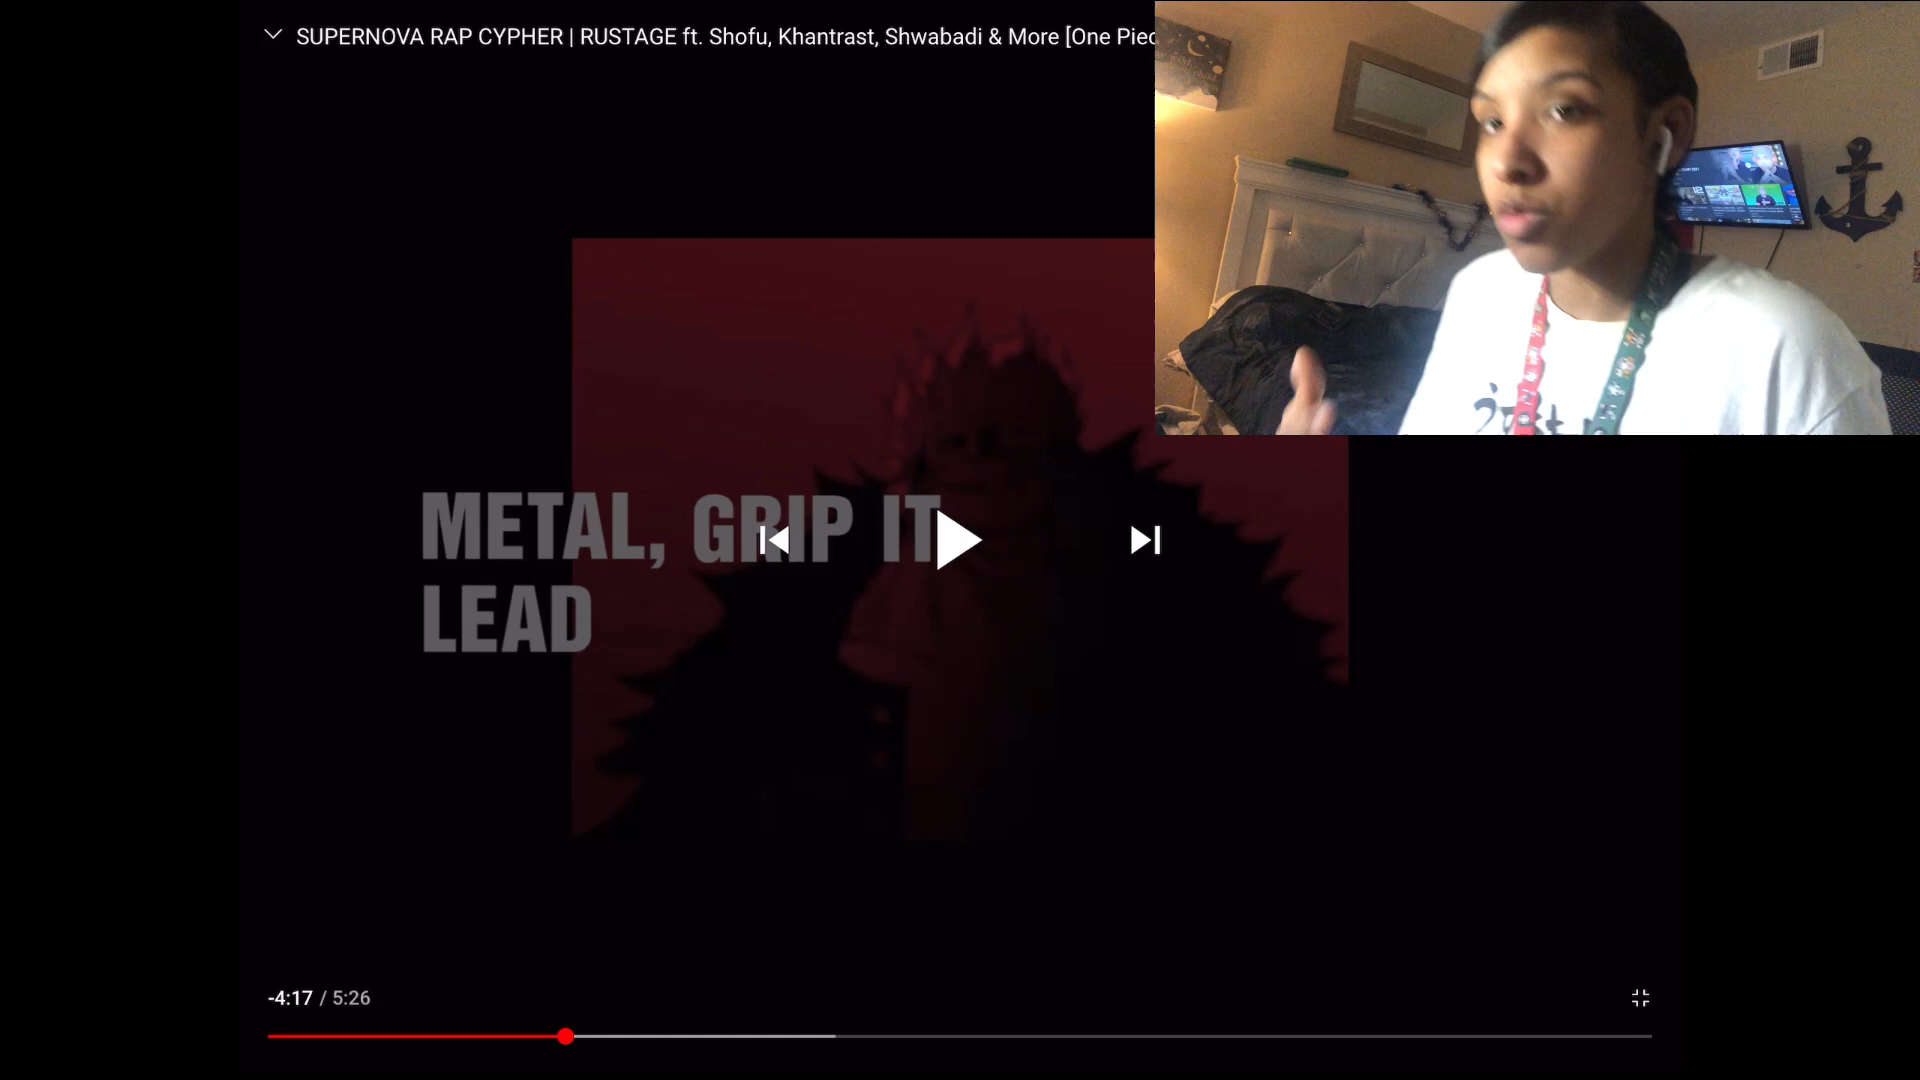 SUPERNOVA RAP CYPHER | RUSTAGE ft. Shofu, Khantrast, Shwabadi & More [One Piec
METAL, GRIP IT
LEAD
-4:17 / 5:26